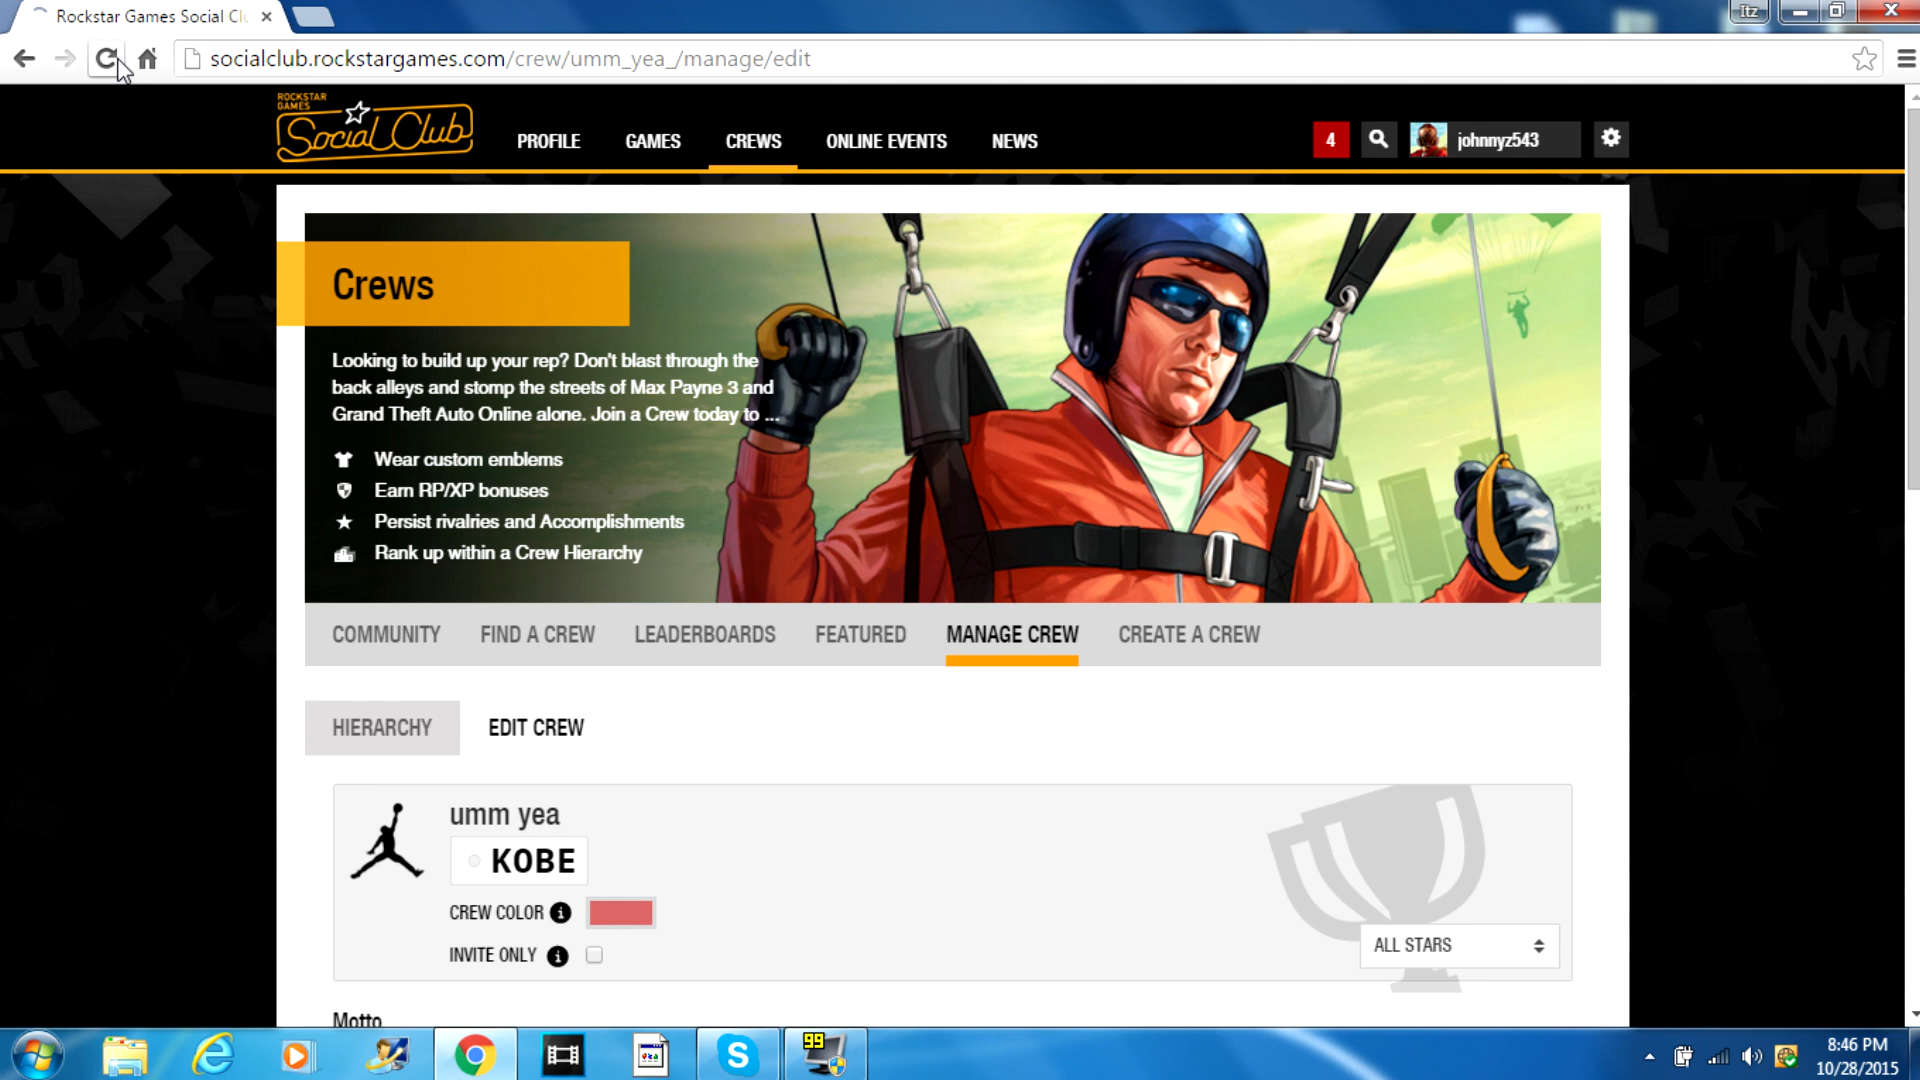 Rockstar Games Social Clu
Itz
socialclub.rockstargames.com/crew/umm_yea_/manage/edit
ROCKSTAR
GAMES
Social Club
PROFILE
GAMES
CREWS
ONLINE EVENTS
NEWS
4
johnnyz543
Crews
Looking to build up your rep? Don't blast through the
back alleys and stomp the streets of Max Payne 3 and
Grand Theft Auto Online alone. Join a Crew today to ...
Wear custom emblems
Earn RP/XP bonuses
Persist rivalries and Accomplishments
Rank up within a Crew Hierarchy
COMMUNITY
FIND A CREW
LEADERBOARDS
FEATURED
MANAGE CREW
CREATE A CREW
HIERARCHY
EDIT CREW
umm yea
KOBE
CREW COLOR
INVITE ONLY
ALL STARS
Motto
99
8:46 PM
10/28/2015